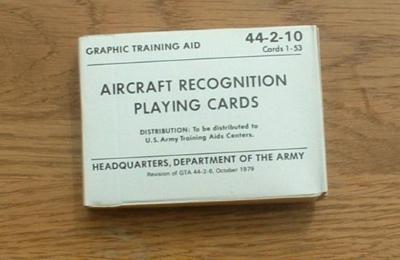 GRAPHIC TRAINING AID
44-2-10
Cards 1-53
AIRCRAFT RECOGNITION
PLAYING CARDS
DISTRIBUTION: To be distributed to
U.S. Army Training Aids Centers.
HEADQUARTERS, DEPARTMENT OF THE ARMY
Revision of GTA 44-2-6, October 1979